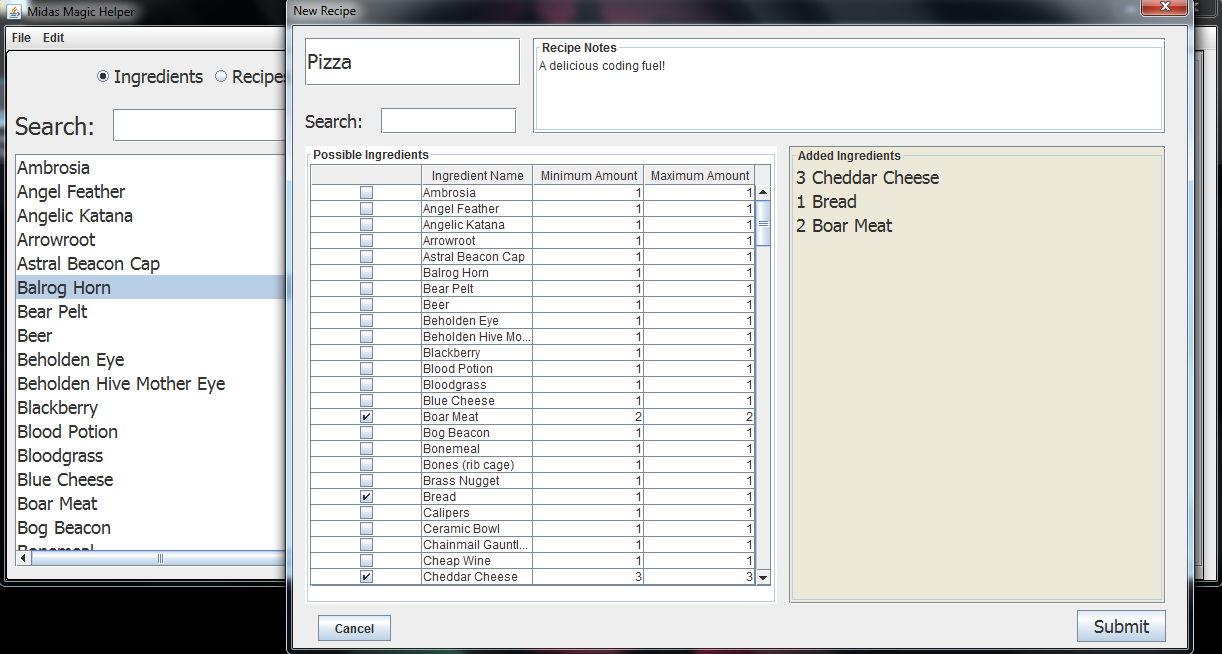 Midas Magic Helper
File Edit
Ingredients Recipes
Search:
Ambrosia
Angel Feather
Angelic Katana
Arrowroot
Astral Beacon Cap
Balrog Horn
Bear Pelt
Beer
Beholden Eye
Beholden Hive Mother Eye
Blackberry
Blood Potion
Bloodgrass
Blue Cheese
Boar Meat
Bog Beacon
Bonemeal
New Recipe
Pizza
Recipe Notes
A delicious coding fuel!
Search:
Possible Ingredients
Ingredient Name Minimum Amount Maximum Amount
Ambrosia 1 1
Angel Feather 1 1
Angelic Katana 1 1
Arrowroot 1 1
Astral Beacon Cap 1 1
Balrog Horn 1 1
Bear Pelt 1 1
Beer 1 1
Beholden Eye 1 1
Beholden Hive Mo... 1 1
Blackberry 1 1
Blood Potion 1 1
Bloodgrass 1 1
Blue Cheese 1 1
Boar Meat 2 2
Bog Beacon 1 1
Bonemeal 1 1
Bones (rib cage) 1 1
Brass Nugget 1 1
Bread 1 1
Calipers 1 1
Ceramic Bowl 1 1
Chainmail Gauntl... 1 1
Cheap Wine 1 1
Cheddar Cheese 3 3
Added Ingredients
3 Cheddar Cheese
1 Bread
2 Boar Meat
Cancel
Submit